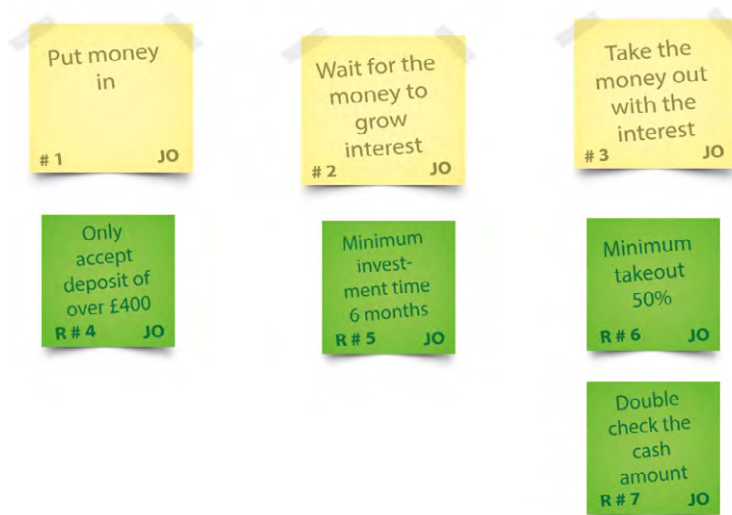 Put money
in
# 1 JO
Wait for the
money to
grow
interest
# 2 JO
Take the
money out
with the
interest
# 3 JO
Only
accept
deposit of
over £400
R # 4 JO
Minimum
invest-
ment time
6 months
R # 5 JO
Minimum
takeout
50%
R # 6 JO
Double
check the
cash
amount
R # 7 JO